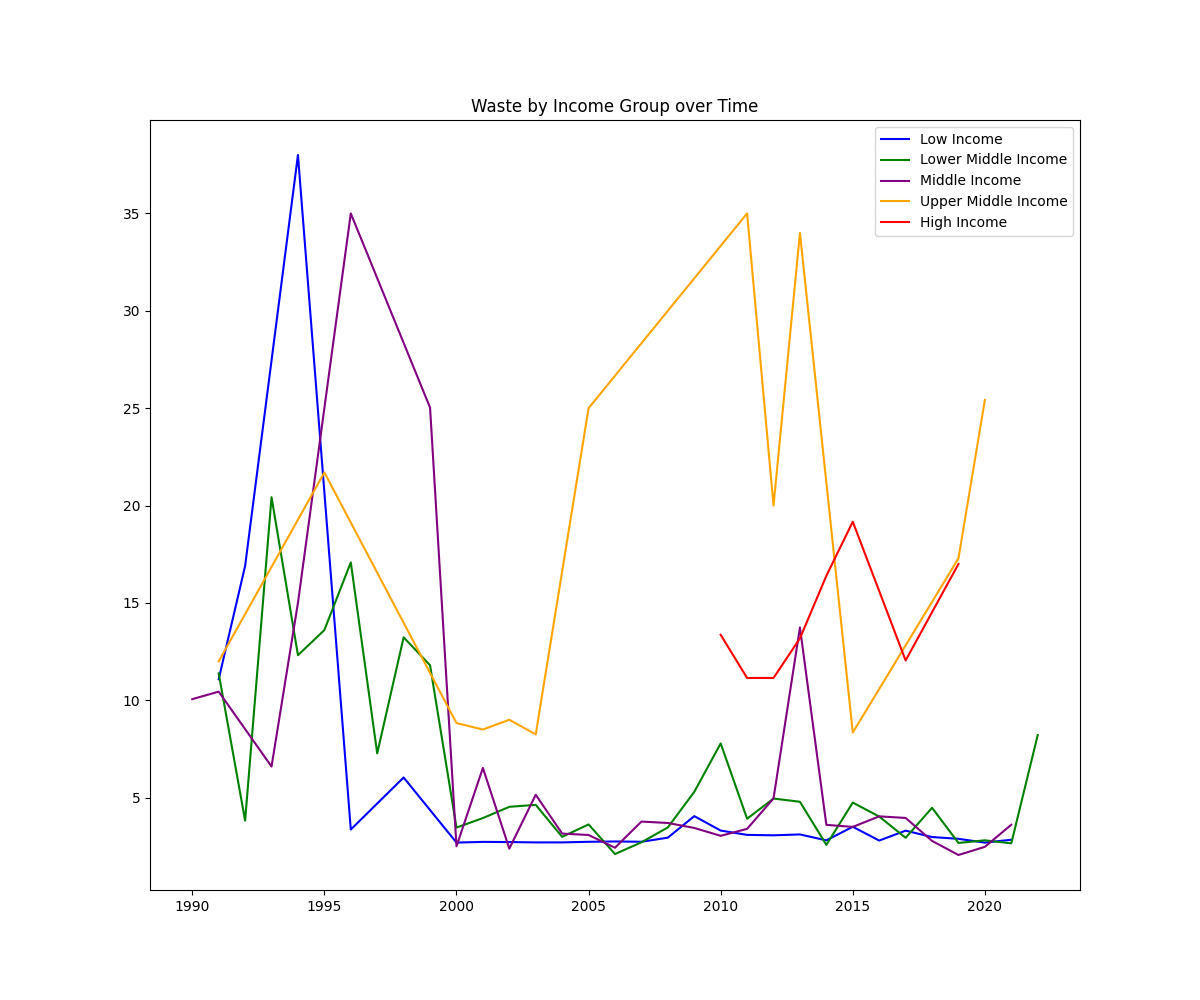 Waste by Income Group over Time
Low Income
Lower Middle Income
Middle Income
Upper Middle Income
High Income
35
30
25
20
15
10
5
1990 1995 2000 2005 2010 2015 2020